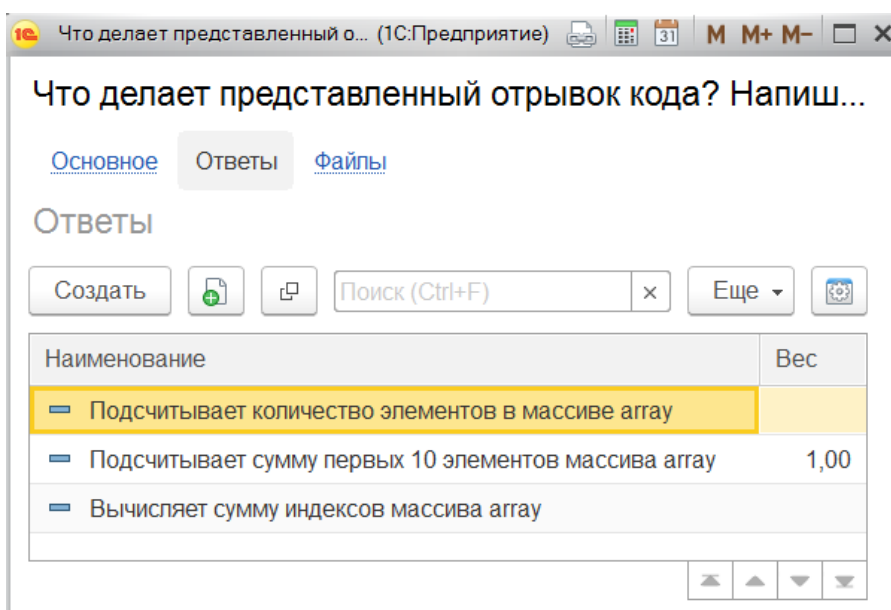 1С Что делает представленный о... (1С:Предприятие) 31 M M+ M-
Что делает представленный отрывок кода? Напиш...
Основное Ответы Файлы
Ответы
Создать Поиск (Ctrl+F) × Еще
Наименование Вес
Подсчитывает количество элементов в массиве array
Подсчитывает сумму первых 10 элементов массива array 1,00
Вычисляет сумму индексов массива array